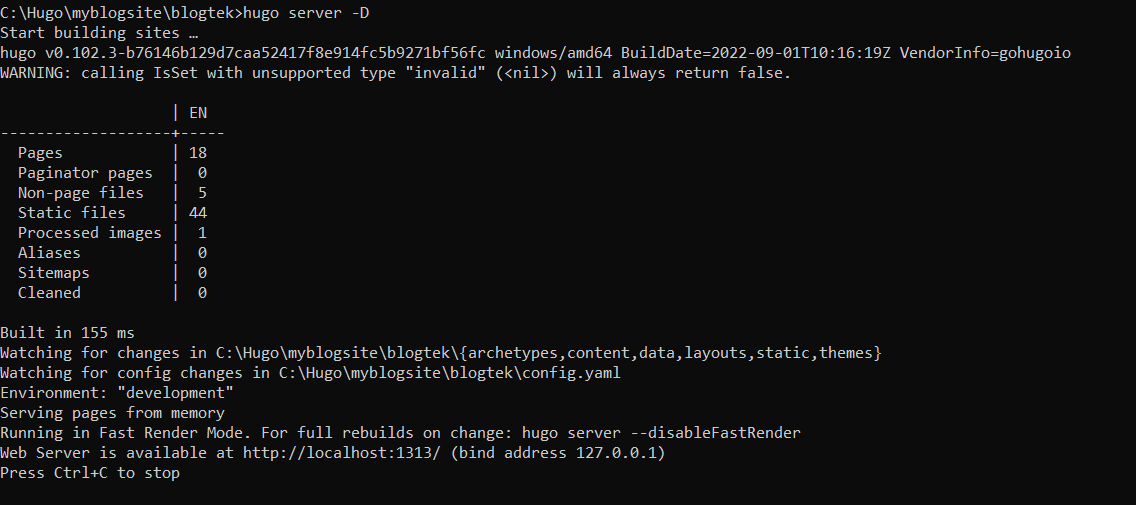 C:\Hugo\myblogsite\blogtek>hugo server -D
Start building sites …
hugo v0.102.3-b76146b129d7caa52417f8e914fc5b9271bf56fc windows/amd64 BuildDate=2022-09-01T10:16:19Z VendorInfo=gohugoio
WARNING: calling IsSet with unsupported type "invalid" (<nil>) will always return false.
                   | EN
-------------------+-----
  Pages            | 18
  Paginator pages  |  0
  Non-page files   |  5
  Static files     | 44
  Processed images |  1
  Aliases          |  0
  Sitemaps         |  0
  Cleaned          |  0
Built in 155 ms
Watching for changes in C:\Hugo\myblogsite\blogtek\{archetypes,content,data,layouts,static,themes}
Watching for config changes in C:\Hugo\myblogsite\blogtek\config.yaml
Environment: "development"
Serving pages from memory
Running in Fast Render Mode. For full rebuilds on change: hugo server --disableFastRender
Web Server is available at http://localhost:1313/ (bind address 127.0.0.1)
Press Ctrl+C to stop